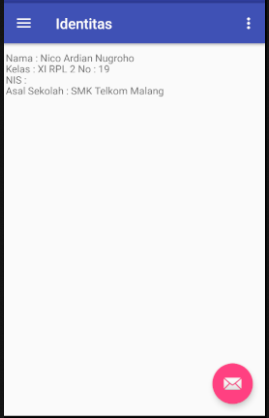 Identitas
Nama : Nico Ardian Nugroho
Kelas : XI RPL 2 No : 19
NIS :
Asal Sekolah : SMK Telkom Malang